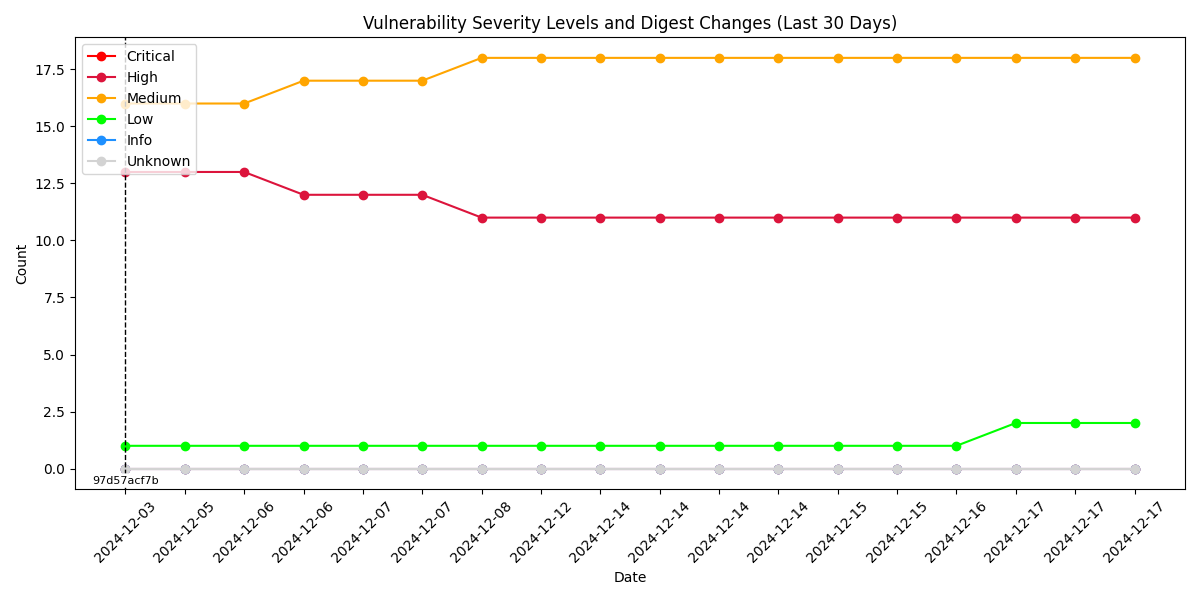 Vulnerability Severity Levels and Digest Changes (Last 30 Days)
Critical
High
Medium
Low
Info
Unknown
17.5
15.0
12.5
10.0
7.5
5.0
2.5
0.0
Count
97d57acf7b
2024-12-03
2024-12-05
2024-12-06
2024-12-06
2024-12-07
2024-12-07
2024-12-08
2024-12-12
2024-12-14
2024-12-14
2024-12-14
2024-12-14
2024-12-15
2024-12-15
2024-12-16
2024-12-17
2024-12-17
2024-12-17
Date